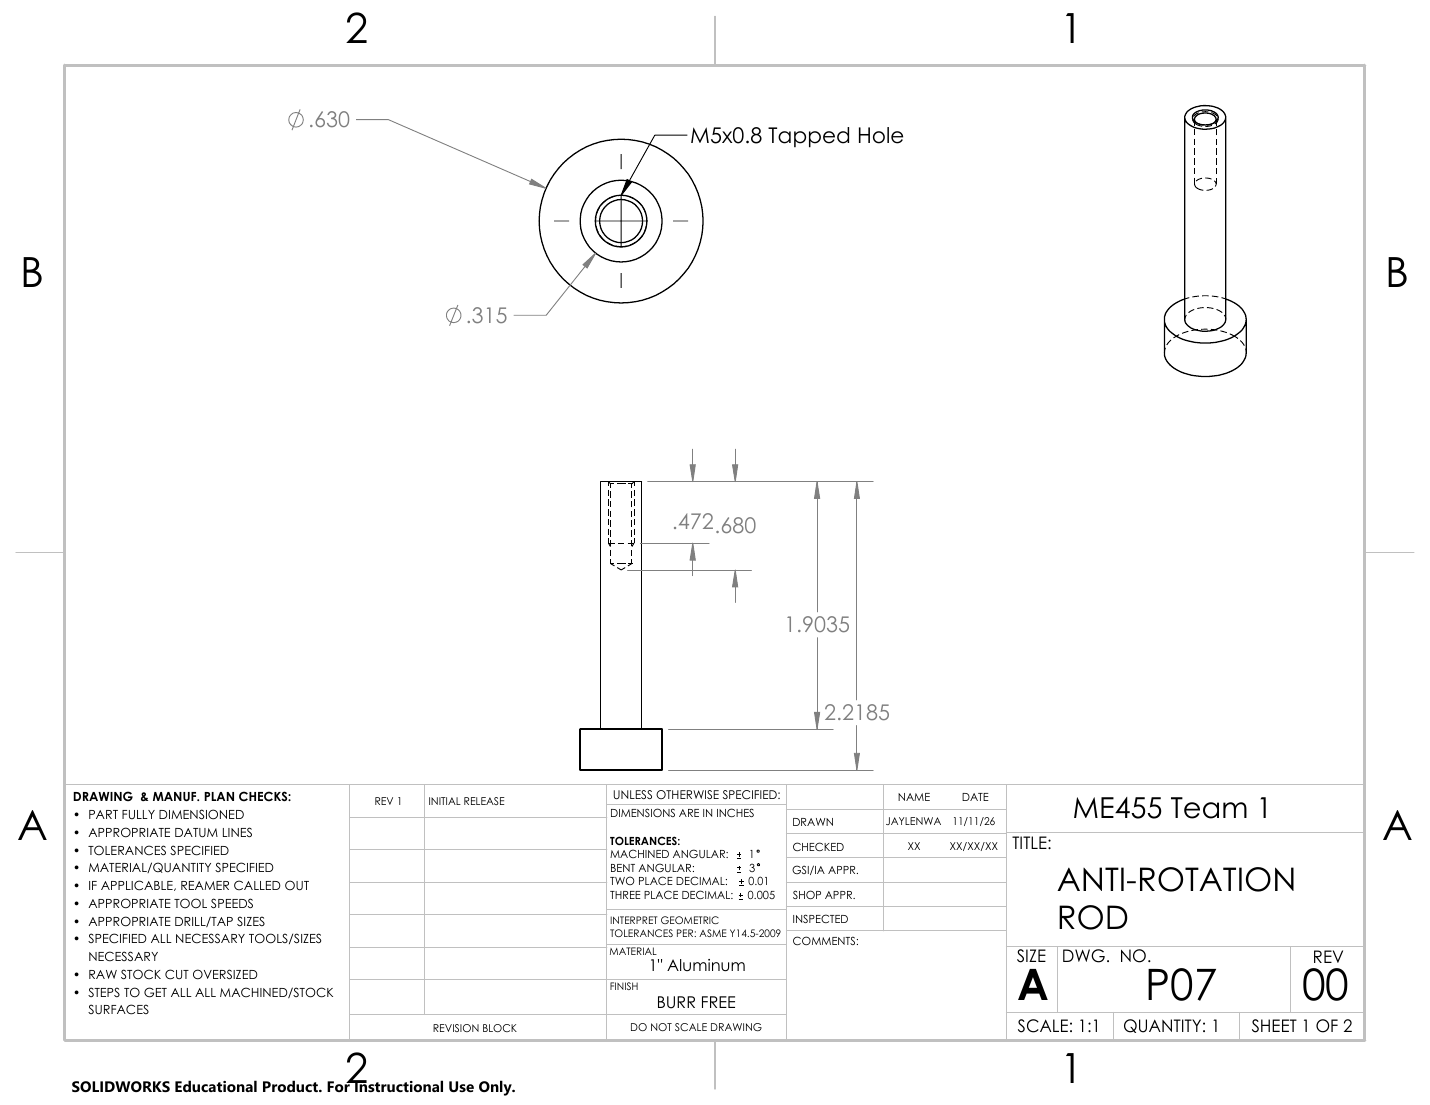 2
1
⌀.630
M5x0.8 Tapped Hole
B
B
⌀.315
.472
.680
1.9035
2.2185
A
A
DRAWING & MANUF. PLAN CHECKS:
• PART FULLY DIMENSIONED
• APPROPRIATE DATUM LINES
• TOLERANCES SPECIFIED
• MATERIAL/QUANTITY SPECIFIED
• IF APPLICABLE, REAMER CALLED OUT
• APPROPRIATE TOOL SPEEDS
• APPROPRIATE DRILL/TAP SIZES
• SPECIFIED ALL NECESSARY TOOLS/SIZES
NECESSARY
• RAW STOCK CUT OVERSIZED
• STEPS TO GET ALL ALL MACHINED/STOCK
SURFACES
REV 1 INITIAL RELEASE
REVISION BLOCK
UNLESS OTHERWISE SPECIFIED:
DIMENSIONS ARE IN INCHES
TOLERANCES:
MACHINED ANGULAR: ± 1°
BENT ANGULAR: ± 3°
TWO PLACE DECIMAL: ± 0.01
THREE PLACE DECIMAL: ± 0.005
INTERPRET GEOMETRIC
TOLERANCES PER: ASME Y14.5-2009
MATERIAL
1" Aluminum
FINISH
BURR FREE
DO NOT SCALE DRAWING
NAME DATE
DRAWN JAYLENWA 11/11/26
CHECKED XX XX/XX/XX
GSI/IA APPR.
SHOP APPR.
INSPECTED
COMMENTS:
ME455 Team 1
TITLE:
ANTI-ROTATION
ROD
SIZE DWG. NO. REV
A P07 00
SCALE: 1:1 QUANTITY: 1 SHEET 1 OF 2
2
1
SOLIDWORKS Educational Product. For Instructional Use Only.